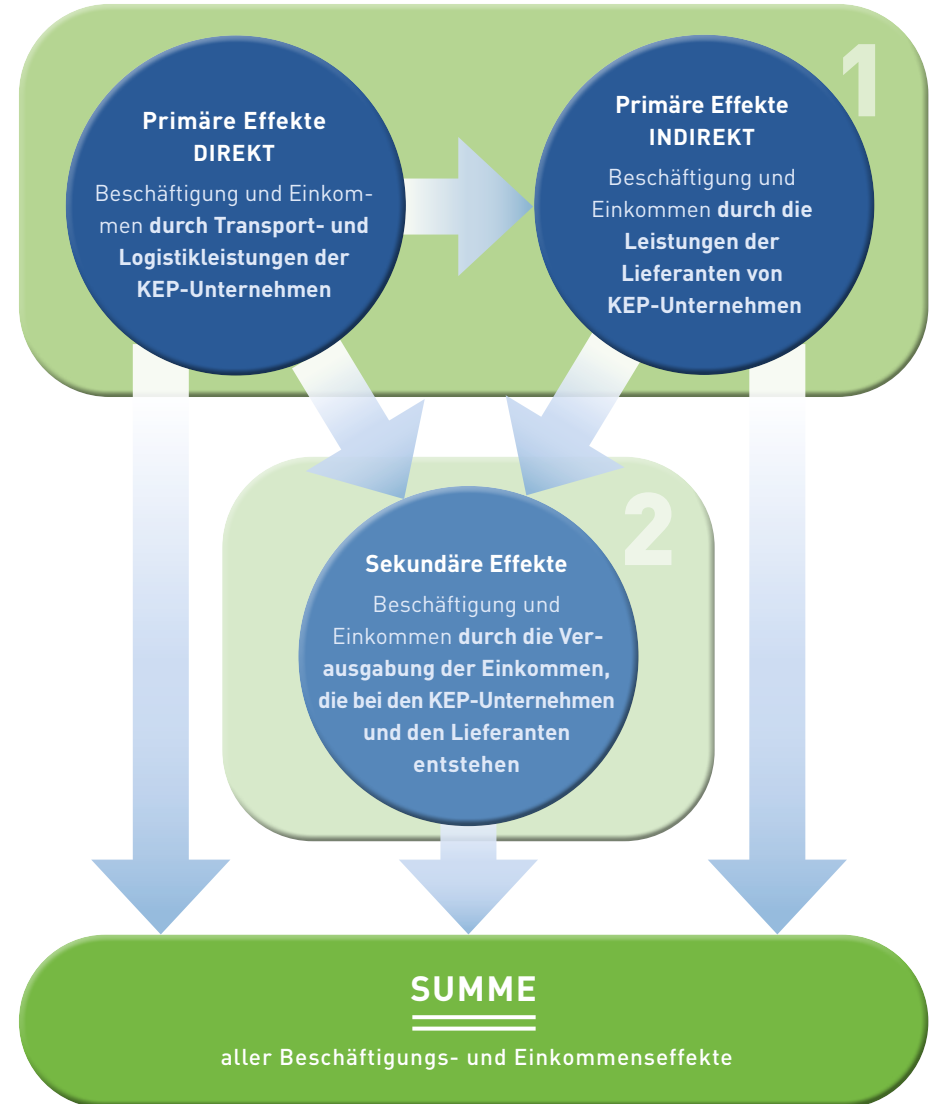 1
Primäre Effekte
DIREKT
Beschäftigung und Einkom-
men durch Transport- und
Logistikleistungen der
KEP-Unternehmen
Primäre Effekte
INDIREKT
Beschäftigung und
Einkommen durch die
Leistungen der
Lieferanten von
KEP-Unternehmen
2
Sekundäre Effekte
Beschäftigung und
Einkommen durch die Ver-
ausgabung der Einkommen,
die bei den KEP-Unternehmen
und den Lieferanten
entstehen
SUMME
aller Beschäftigungs- und Einkommenseffekte